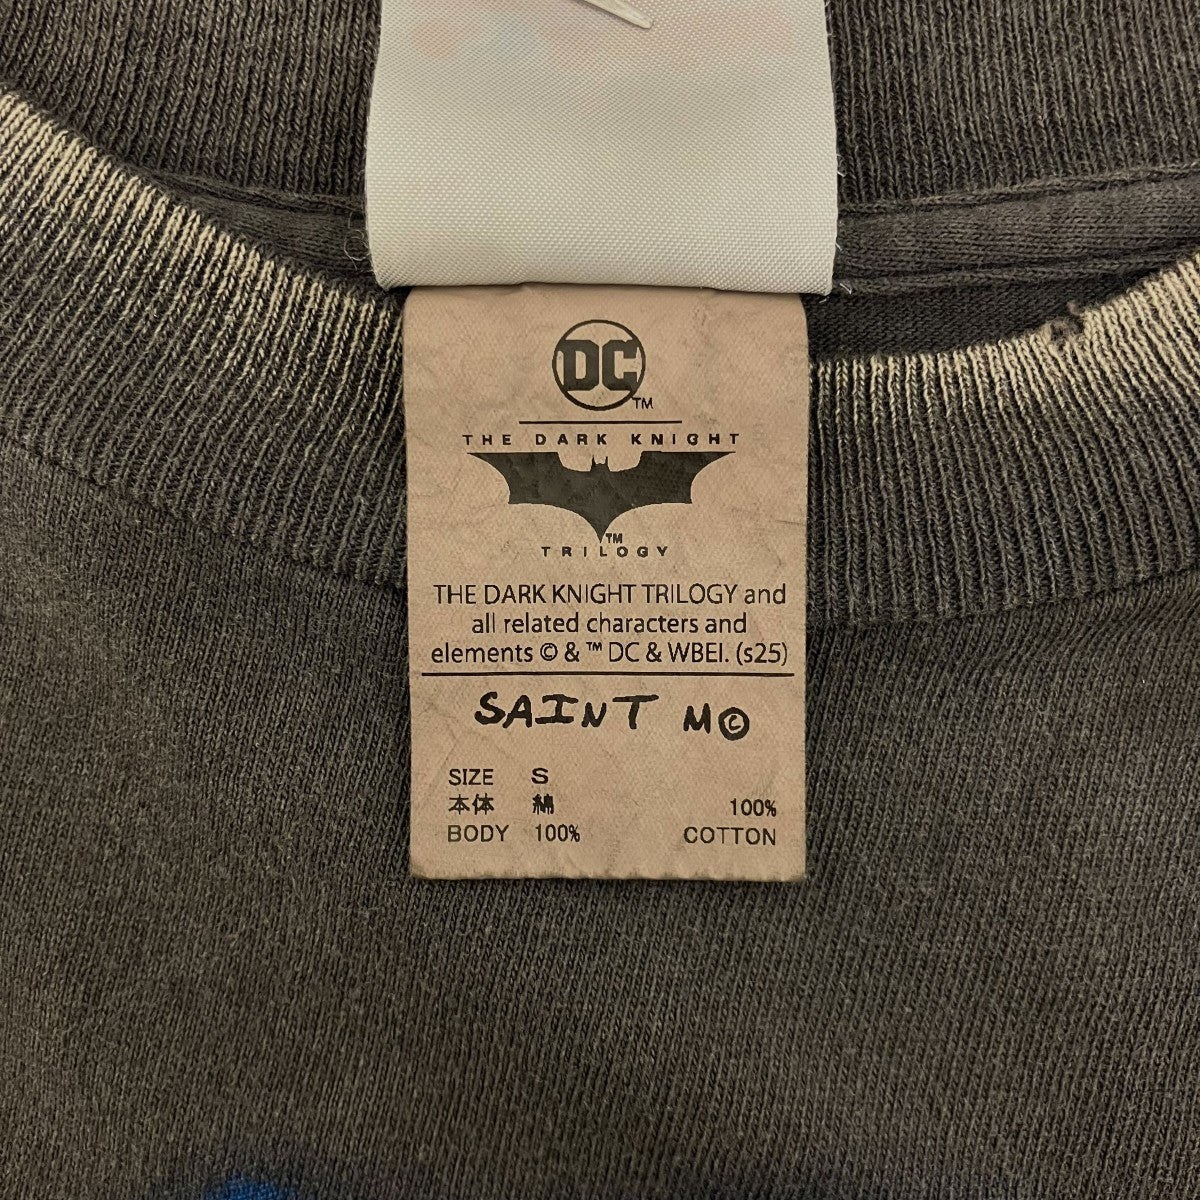 DC
TM
THE DARK KNIGHT
TM
TRILOGY
THE DARK KNIGHT TRILOGY and
all related characters and
elements © & ™ DC & WBEI. (s25)
SAINT M©
SIZE S
本体 綿 100%
BODY 100% COTTON